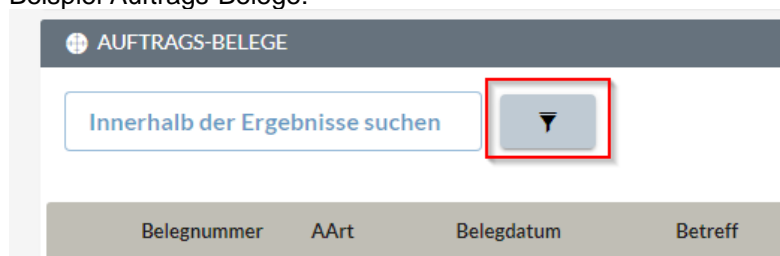 Beispiel Auftrags-Belege:
AUFTRAGS-BELEGE
Innerhalb der Ergebnisse suchen
Belegnummer AArt Belegdatum Betreff